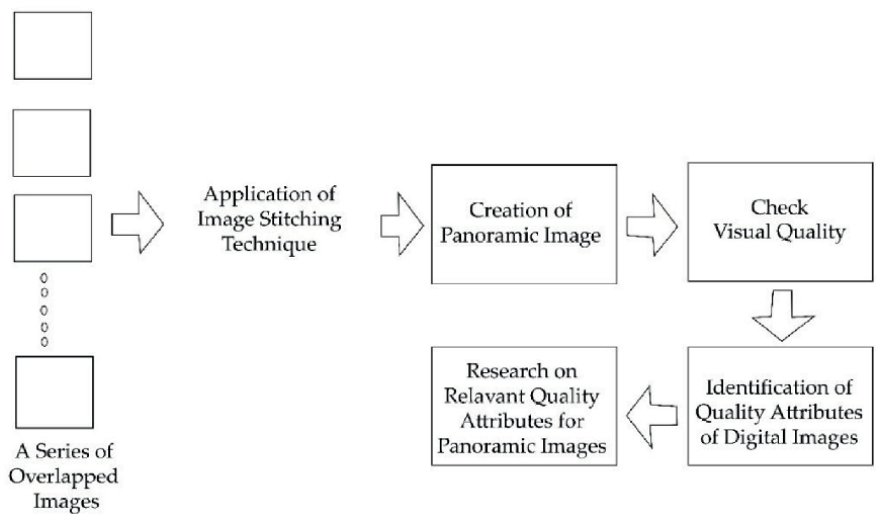 Application of
Image Stitching
Technique
Creation of
Panoramic Image
Check
Visual Quality
Identification of
Quality Attributes
of Digital Images
Research on
Relavant Quality
Attributes for
Panoramic Images
A Series of
Overlapped
Images